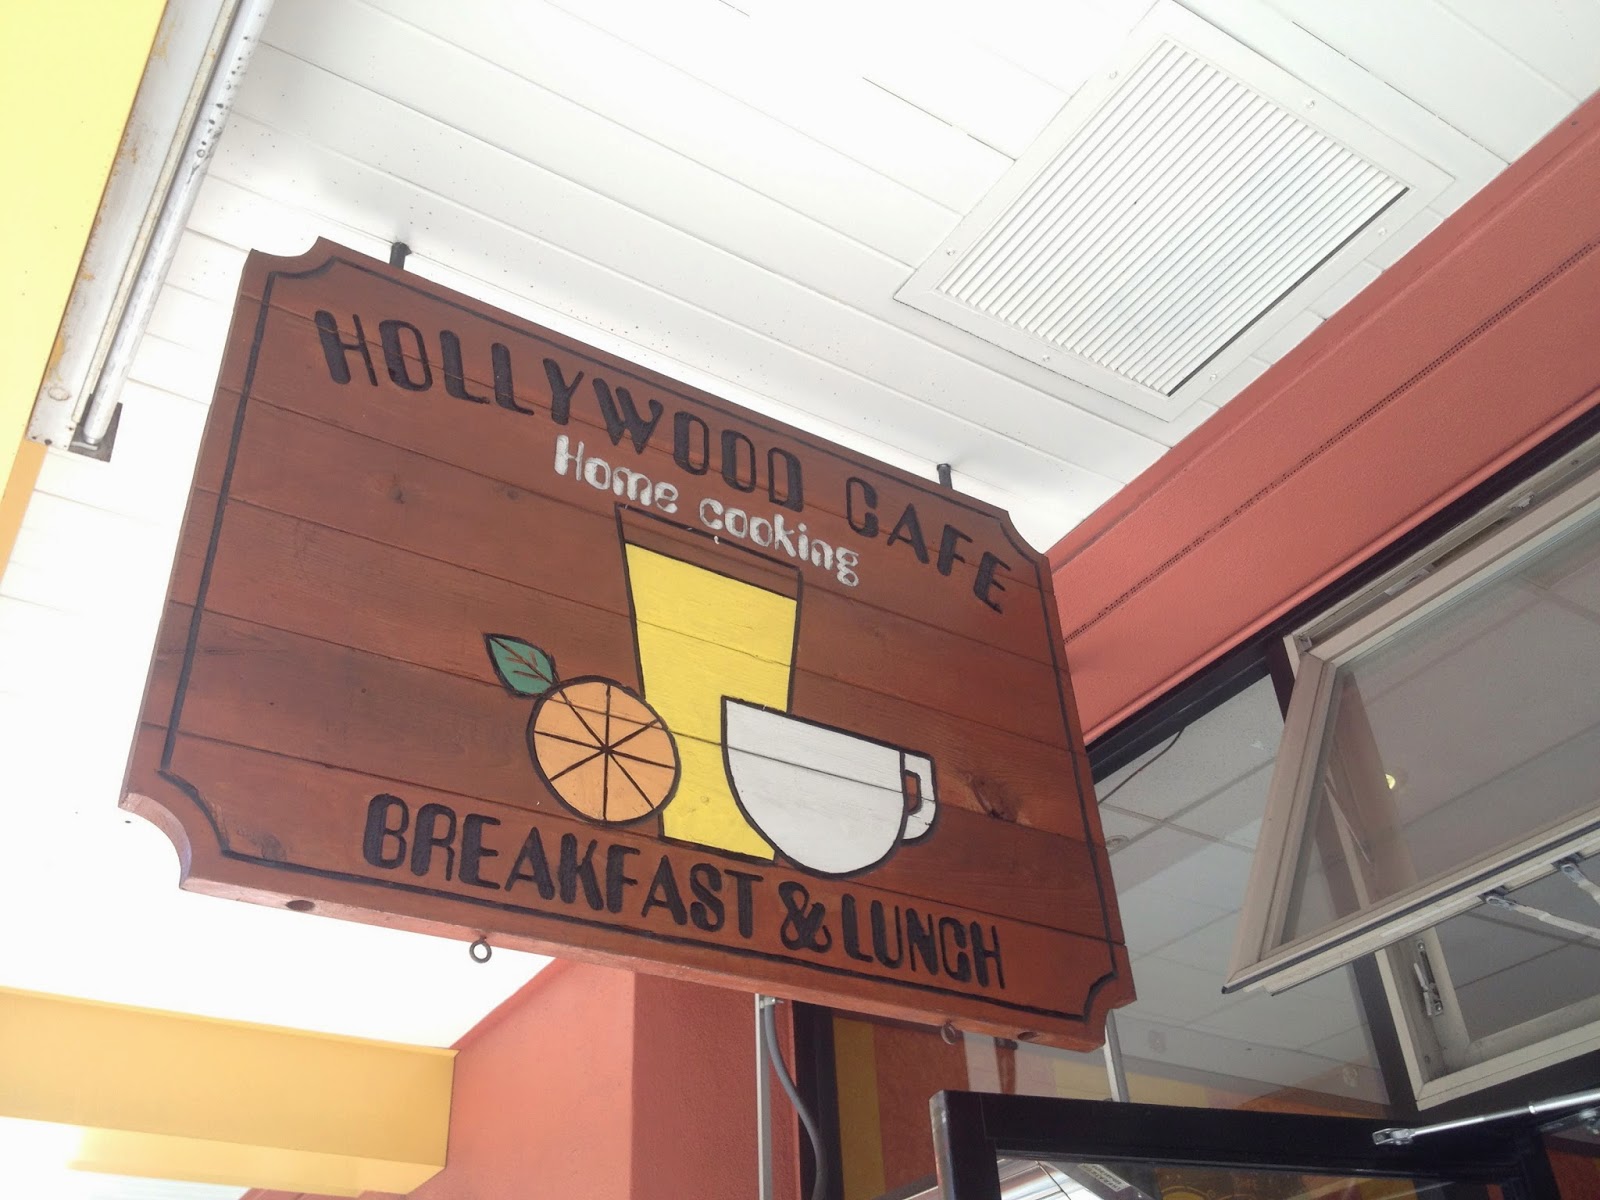 HOLLYWOOD CAFE
Home cooking
BREAKFAST & LUNCH